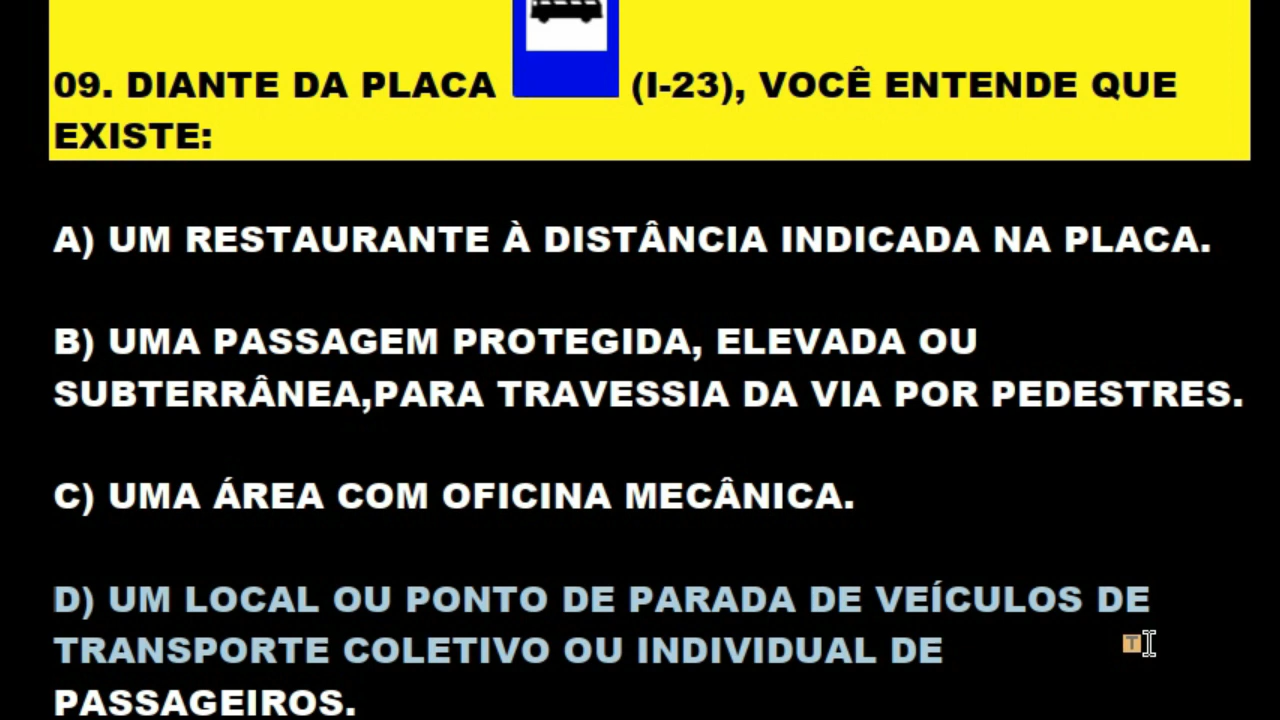 09. DIANTE DA PLACA (I-23), VOCÊ ENTENDE QUE
EXISTE:
A) UM RESTAURANTE À DISTÂNCIA INDICADA NA PLACA.
B) UMA PASSAGEM PROTEGIDA, ELEVADA OU
SUBTERRÂNEA,PARA TRAVESSIA DA VIA POR PEDESTRES.
C) UMA ÁREA COM OFICINA MECÂNICA.
D) UM LOCAL OU PONTO DE PARADA DE VEÍCULOS DE
TRANSPORTE COLETIVO OU INDIVIDUAL DE
T
PASSAGEIROS.